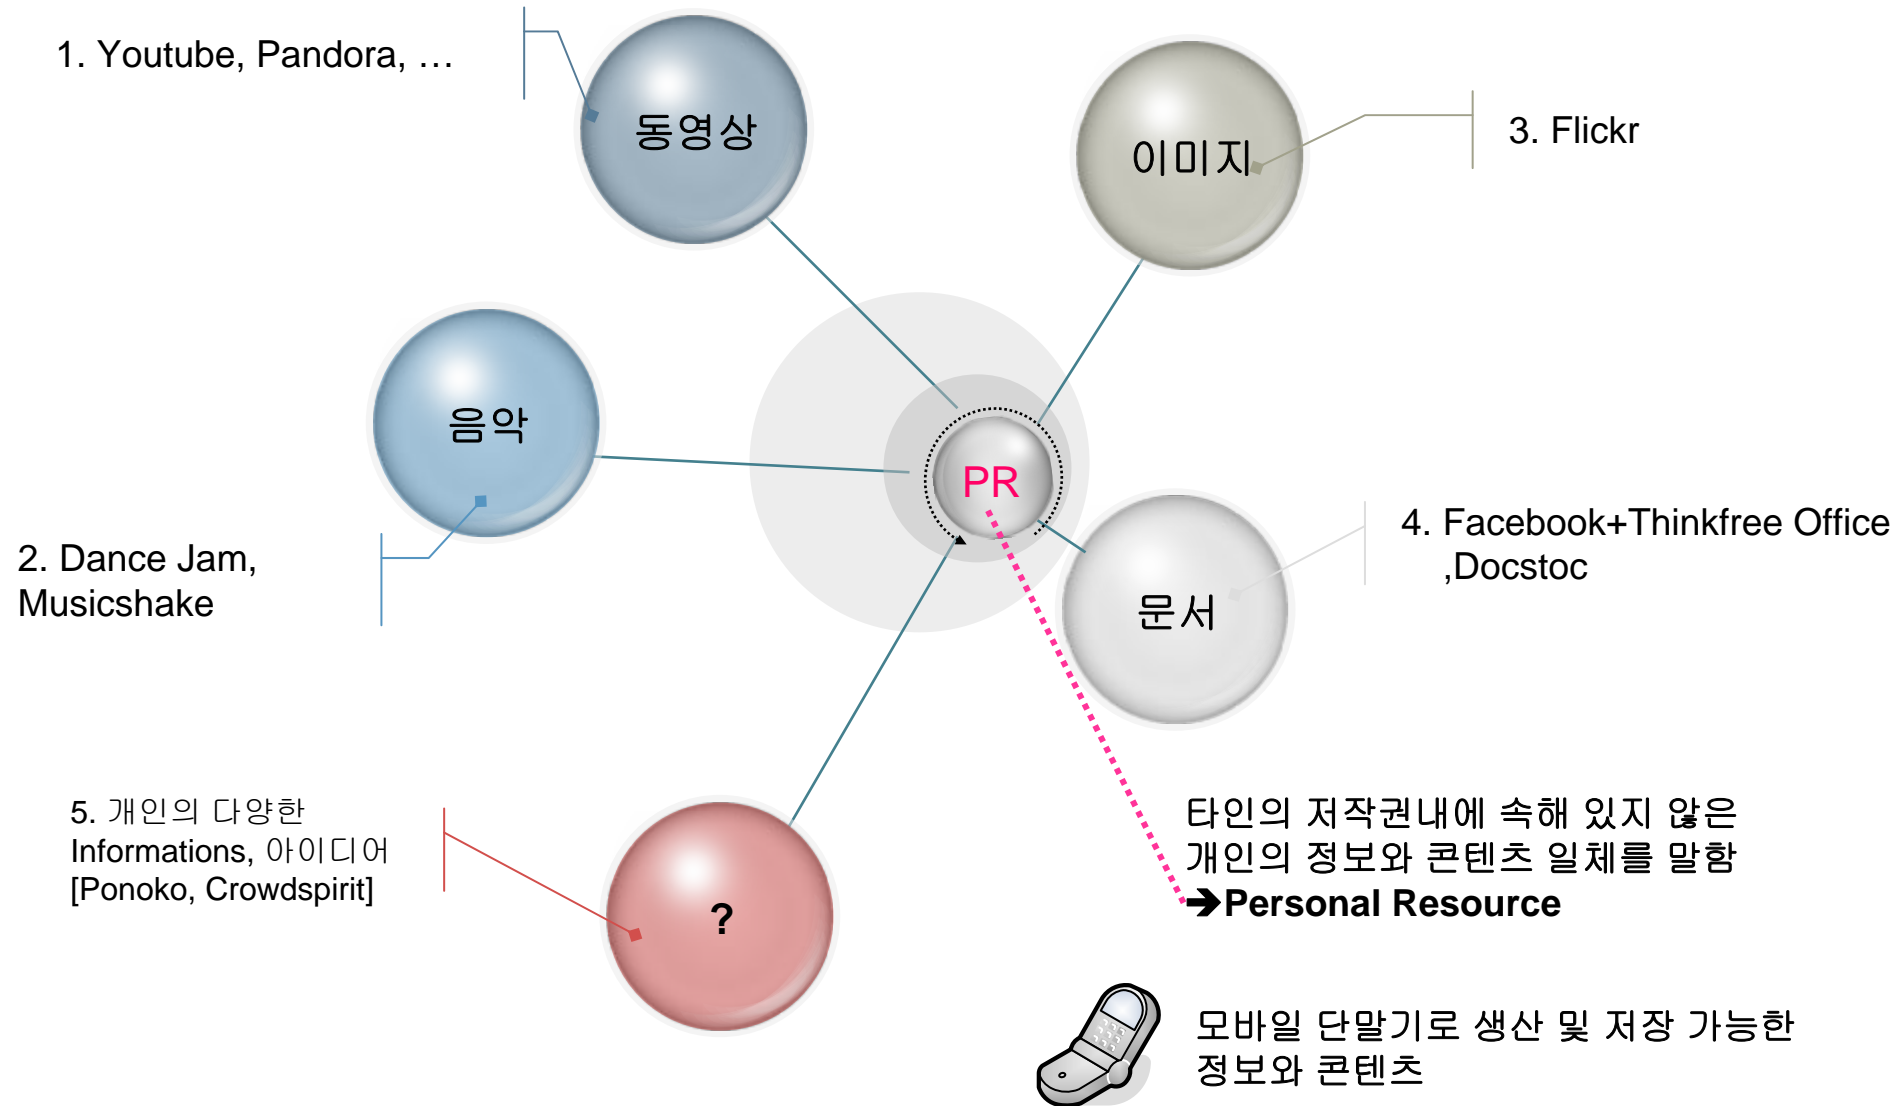 1. Youtube, Pandora, …
동영상
이미지
3. Flickr
음악
PR
2. Dance Jam,
Musicshake
4. Facebook+Thinkfree Office
,Docstoc
문서
5. 개인의 다양한
Informations, 아이디어
[Ponoko, Crowdspirit]
?
타인의 저작권내에 속해 있지 않은
개인의 정보와 콘텐츠 일체를 말함
➔Personal Resource
모바일 단말기로 생산 및 저장 가능한
정보와 콘텐츠